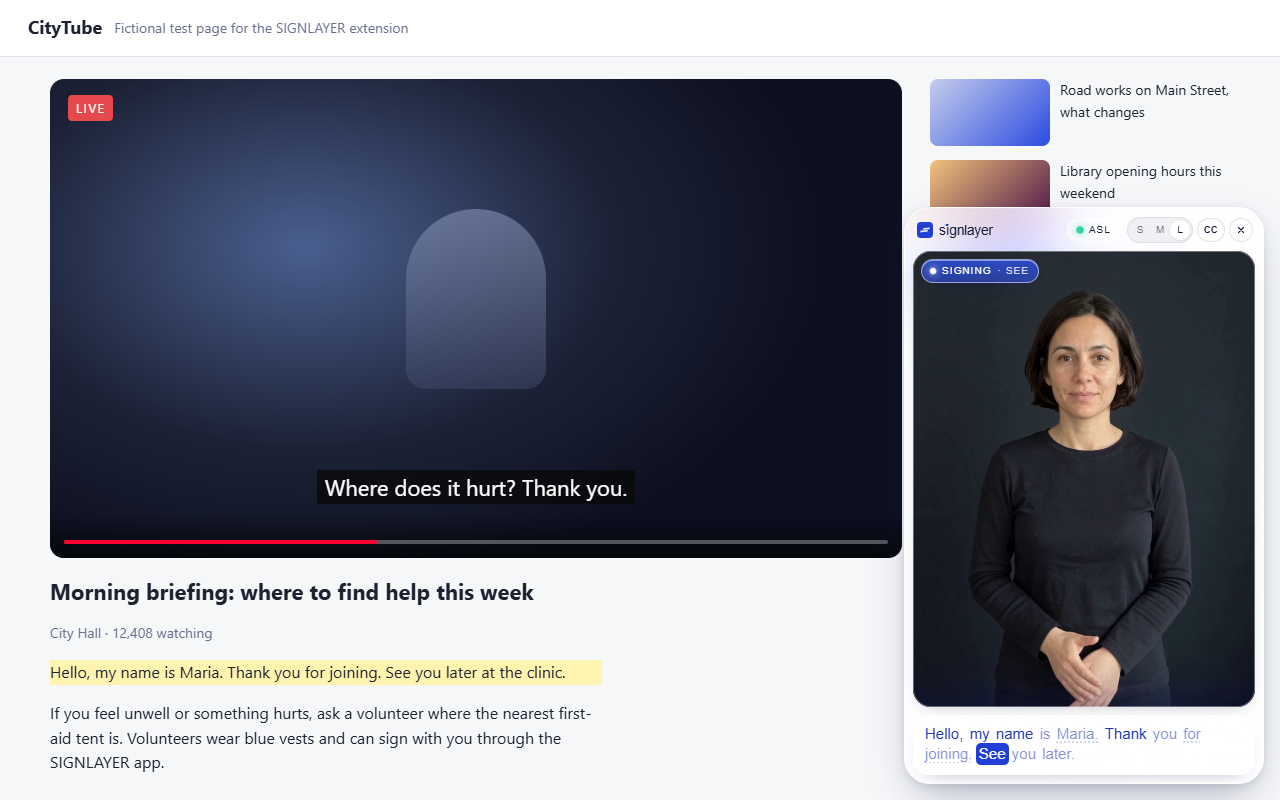 CityTube Fictional test page for the SIGNLAYER extension
LIVE
Where does it hurt? Thank you.
Morning briefing: where to find help this week
City Hall · 12,408 watching
Hello, my name is Maria. Thank you for joining. See you later at the clinic.
If you feel unwell or something hurts, ask a volunteer where the nearest first-
aid tent is. Volunteers wear blue vests and can sign with you through the
SIGNLAYER app.
Road works on Main Street,
what changes
Library opening hours this
weekend
signlayer ASL S M L CC ×
SIGNING · SEE
Hello, my name is Maria. Thank you for
joining. See you later.